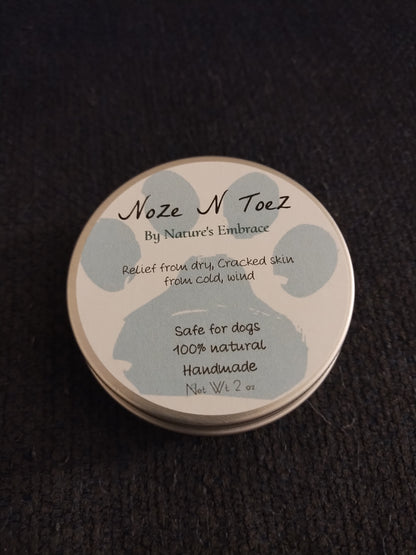 Noze N Toez
By Nature's Embrace
Relief from dry, Cracked skin
from cold, wind
Safe for dogs
100% natural
Handmade
Net Wt 2 oz